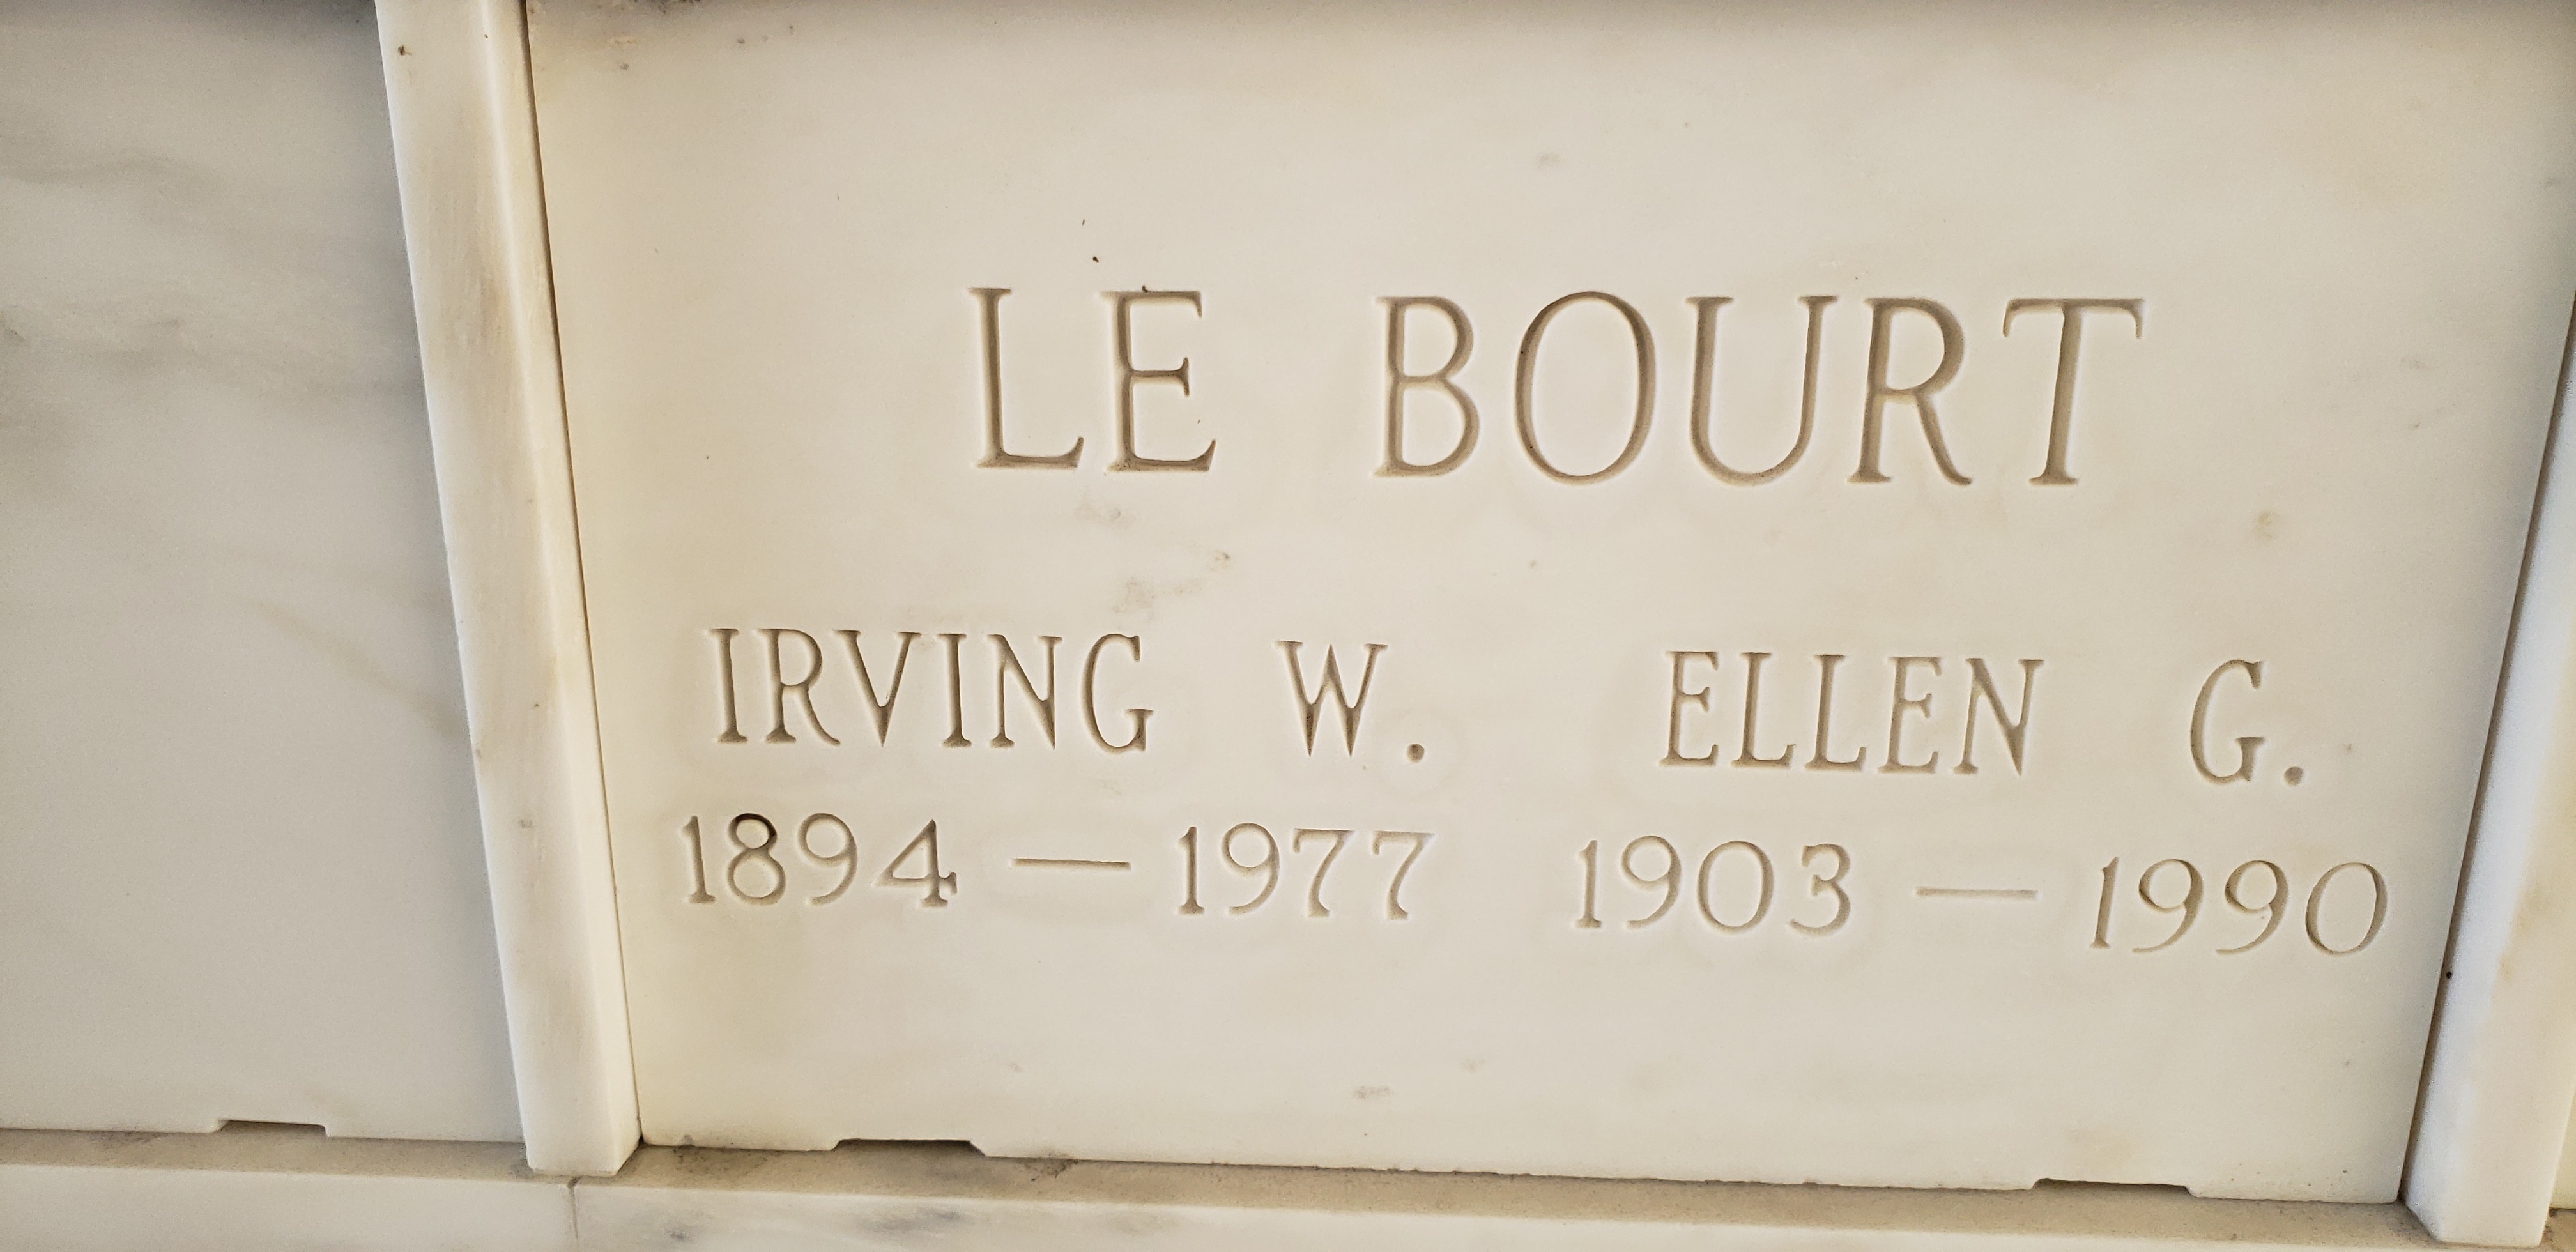 LE BOURT
IRVING W. ELLEN G.
1894 — 1977 1903 — 1990